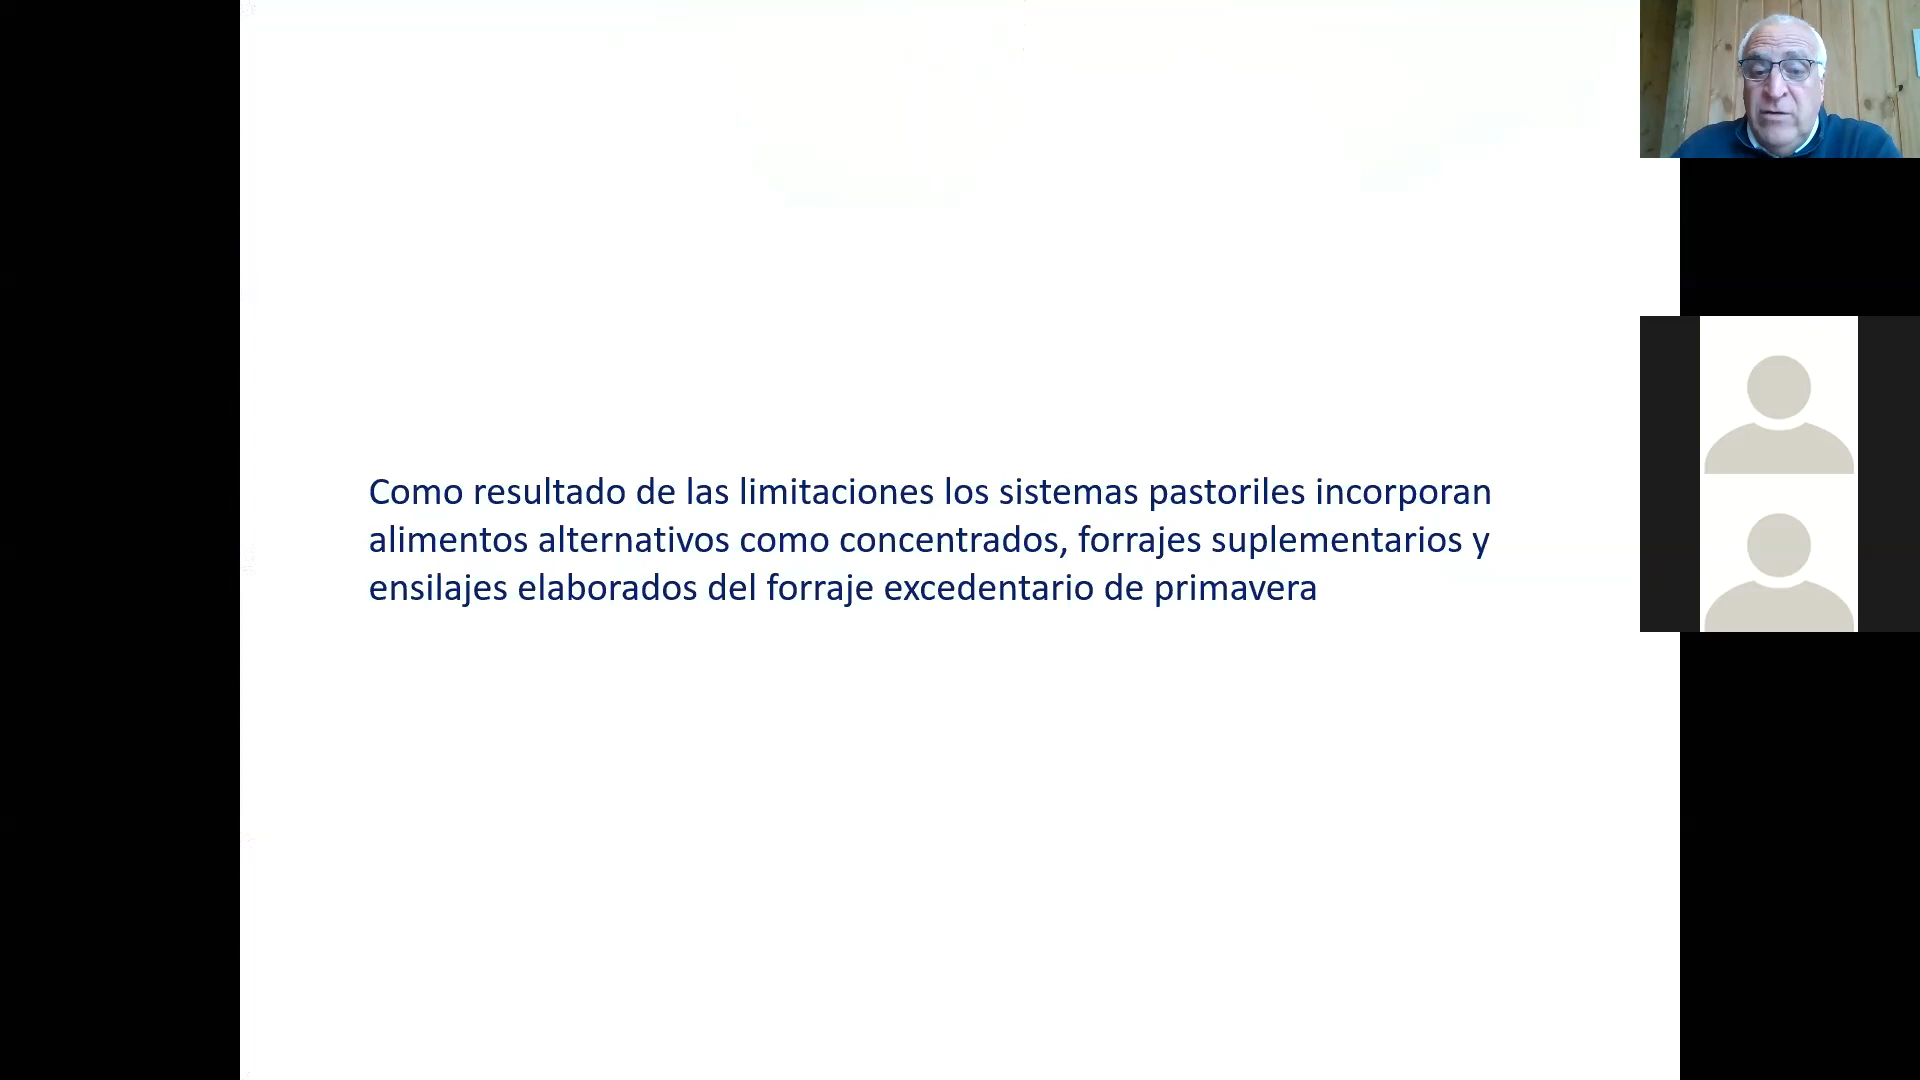 Como resultado de las limitaciones los sistemas pastoriles incorporan
alimentos alternativos como concentrados, forrajes suplementarios y
ensilajes elaborados del forraje excedentario de primavera